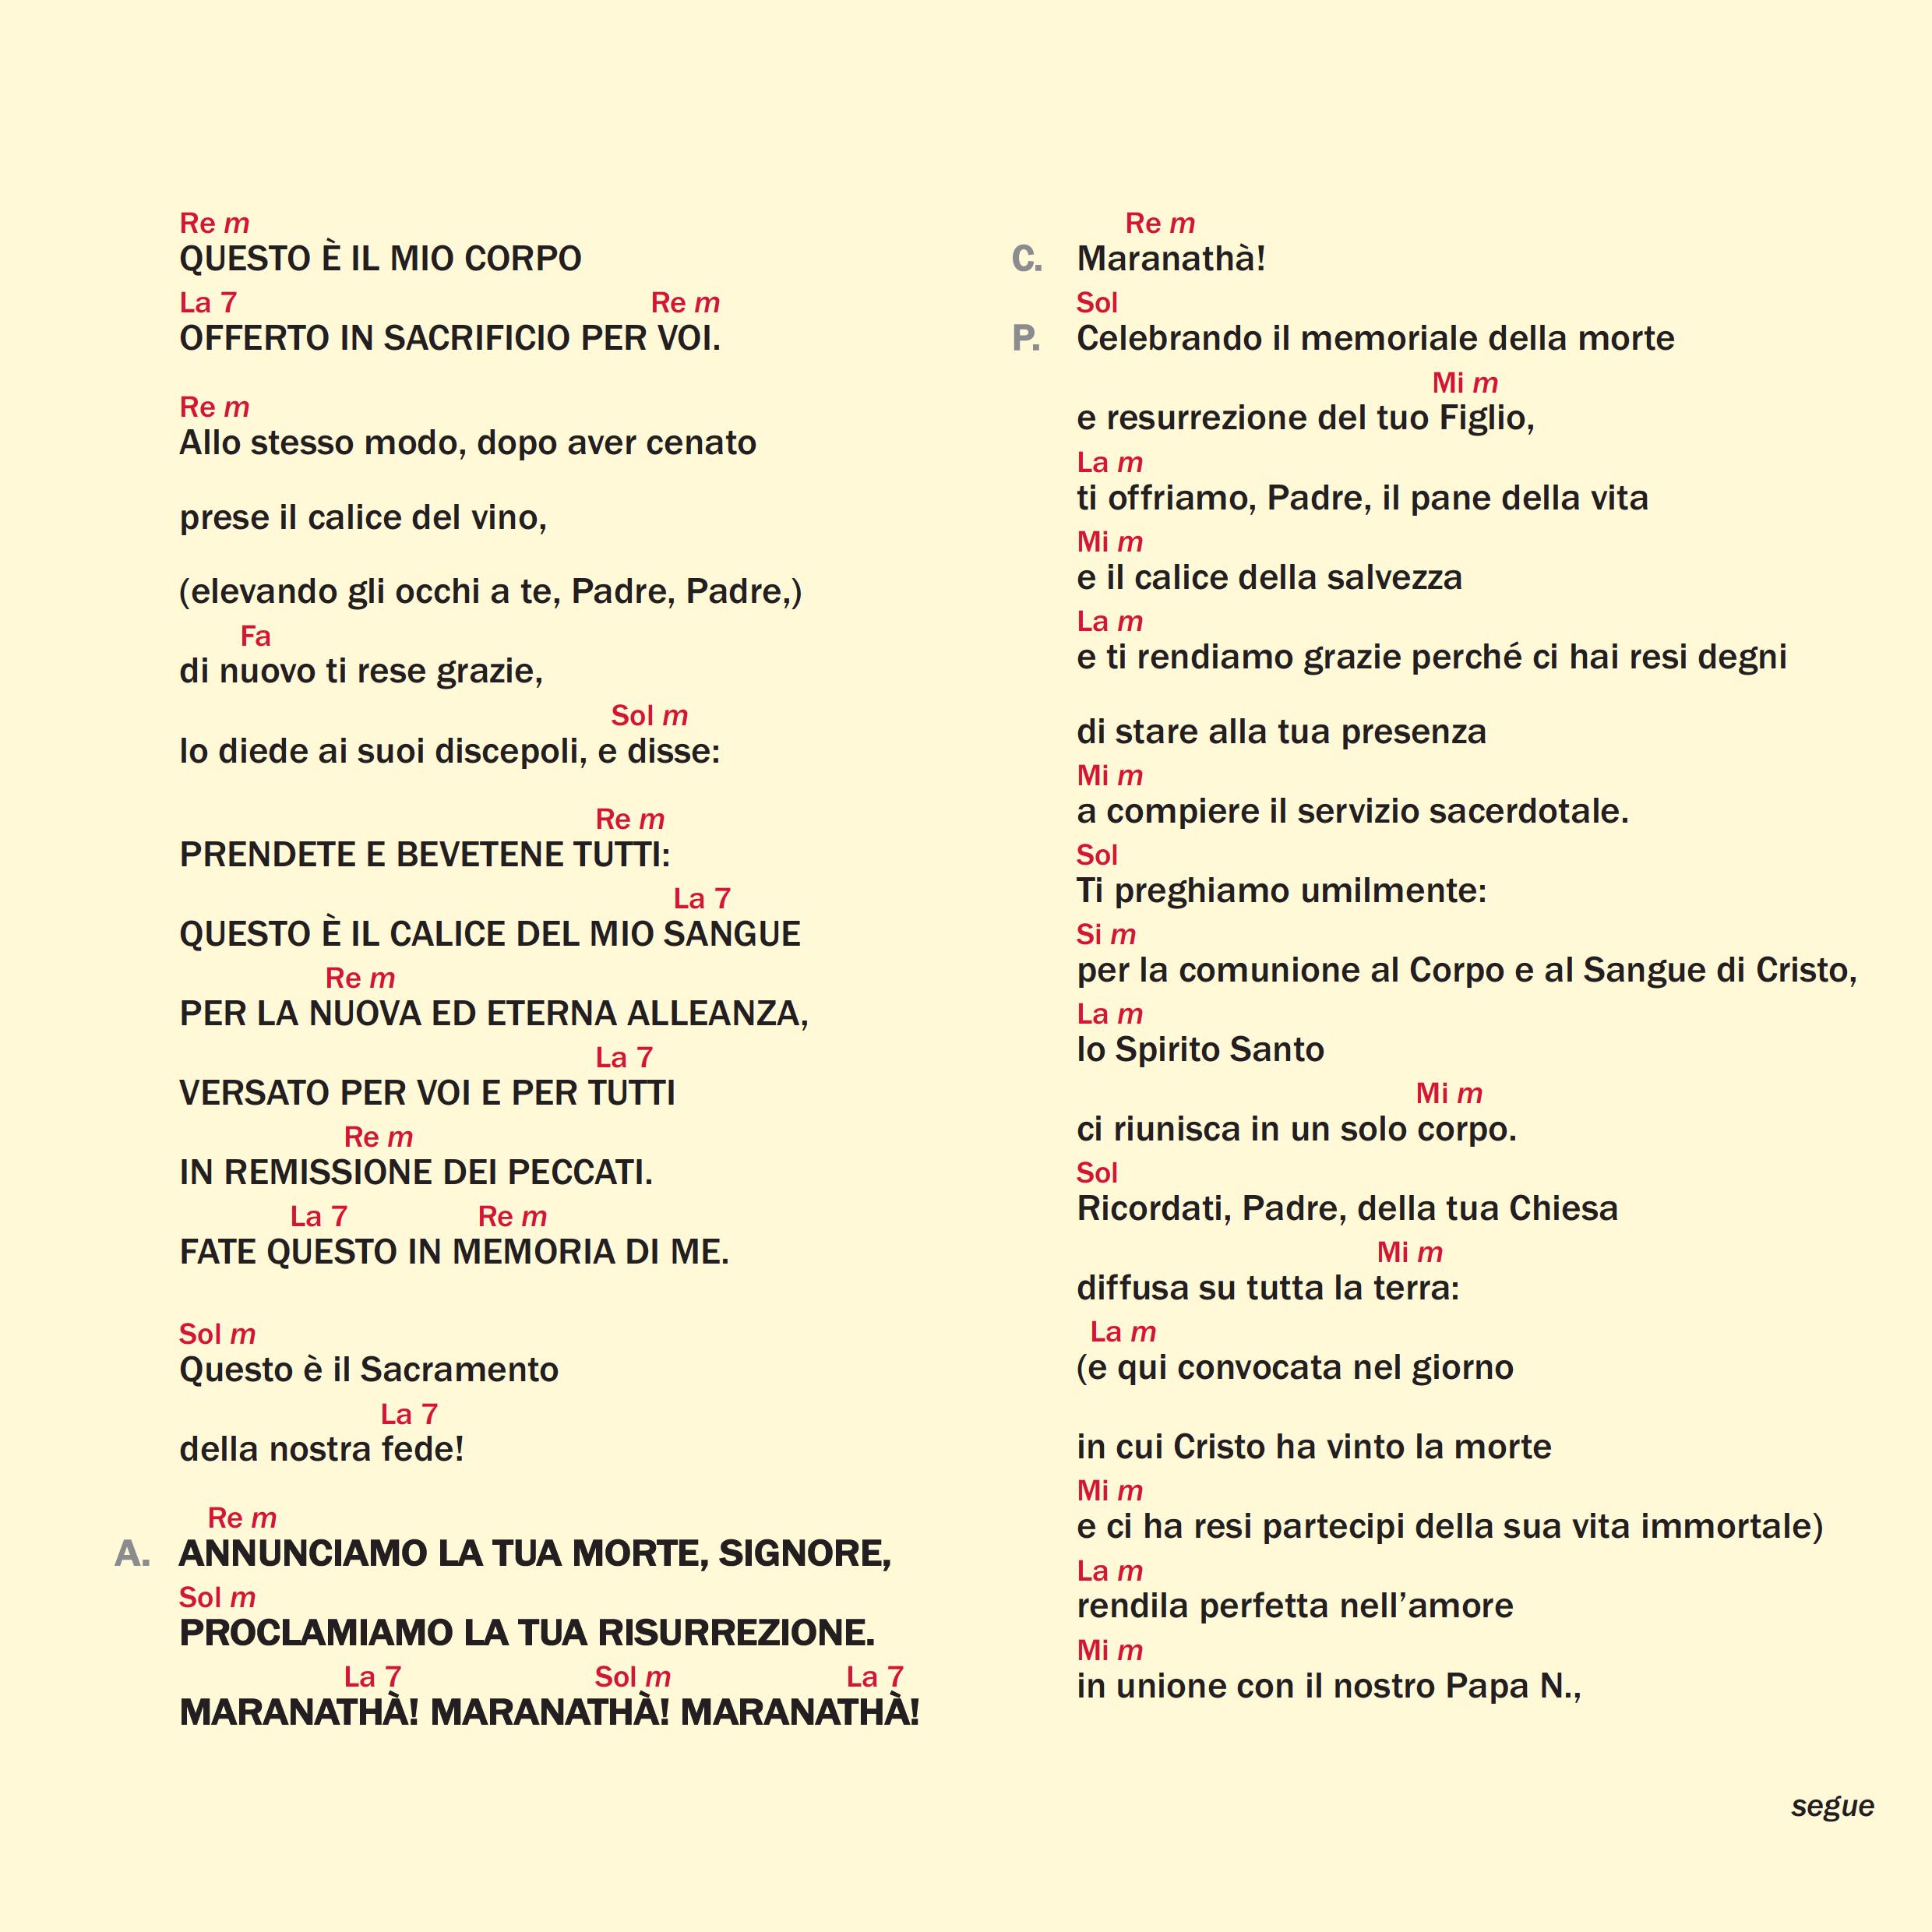 Re m
QUESTO È IL MIO CORPO
La 7 Re m
OFFERTO IN SACRIFICIO PER VOI.
Re m
Allo stesso modo, dopo aver cenato
prese il calice del vino,
(elevando gli occhi a te, Padre, Padre,)
Fa
di nuovo ti rese grazie,
Sol m
lo diede ai suoi discepoli, e disse:
Re m
PRENDETE E BEVETENE TUTTI:
La 7
QUESTO È IL CALICE DEL MIO SANGUE
Re m
PER LA NUOVA ED ETERNA ALLEANZA,
La 7
VERSATO PER VOI E PER TUTTI
Re m
IN REMISSIONE DEI PECCATI.
La 7 Re m
FATE QUESTO IN MEMORIA DI ME.
Sol m
Questo è il Sacramento
La 7
della nostra fede!
Re m
A. ANNUNCIAMO LA TUA MORTE, SIGNORE,
Sol m
PROCLAMIAMO LA TUA RISURREZIONE.
La 7 Sol m La 7
MARANATHÀ! MARANATHÀ! MARANATHÀ!
Re m
C. Maranathà!
Sol
P. Celebrando il memoriale della morte
Mi m
e resurrezione del tuo Figlio,
La m
ti offriamo, Padre, il pane della vita
Mi m
e il calice della salvezza
La m
e ti rendiamo grazie perché ci hai resi degni
di stare alla tua presenza
Mi m
a compiere il servizio sacerdotale.
Sol
Ti preghiamo umilmente:
Si m
per la comunione al Corpo e al Sangue di Cristo,
La m
lo Spirito Santo
Mi m
ci riunisca in un solo corpo.
Sol
Ricordati, Padre, della tua Chiesa
Mi m
diffusa su tutta la terra:
La m
(e qui convocata nel giorno
in cui Cristo ha vinto la morte
Mi m
e ci ha resi partecipi della sua vita immortale)
La m
rendila perfetta nell’amore
Mi m
in unione con il nostro Papa N.,
segue